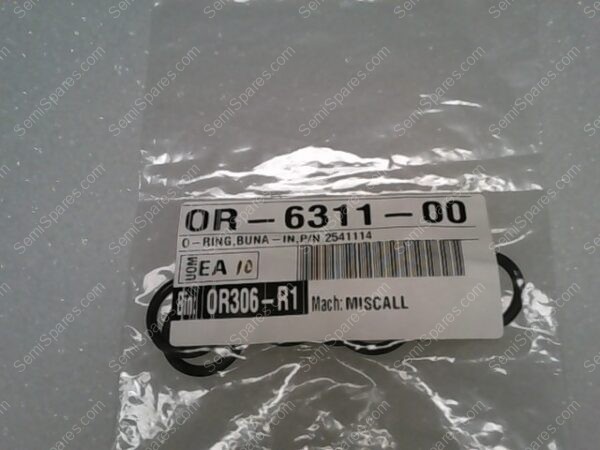 OR-6311-00
O-RING,BUNA-IN,P/N 2541114
UOM EA 10
OR306-R1 Mach: MISCALL
SemiSpares.com